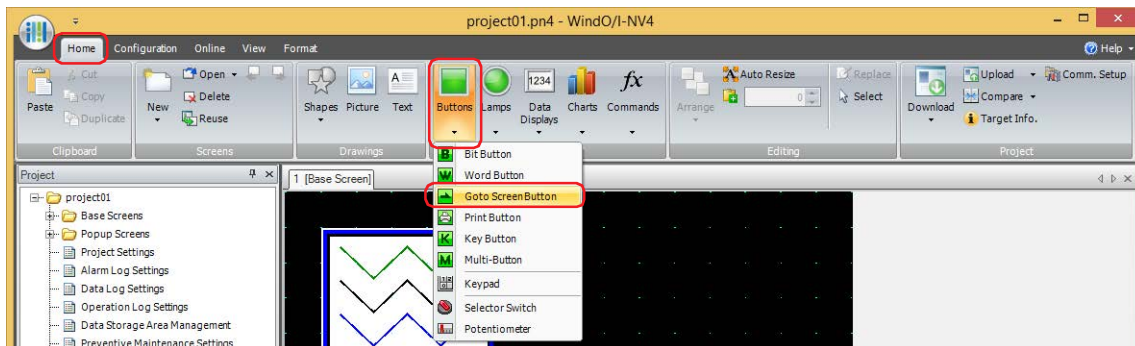 project01.pn4 - WindO/I-NV4
Home Configuration Online View Format Help
Paste
Cut
Copy
Duplicate
Clipboard
New
Open
Delete
Reuse
Screens
Shapes Picture Text
Drawings
Buttons Lamps Data Displays Charts Commands
1234
fx
Arrange
Auto Resize
0
Replace
Select
Editing
Download
Upload
Compare
Target Info.
Comm. Setup
Project
Project
project01
Base Screens
Popup Screens
Project Settings
Alarm Log Settings
Data Log Settings
Operation Log Settings
Data Storage Area Management
Preventive Maintenance Settings
1 [Base Screen]
B Bit Button
W Word Button
Goto Screen Button
Print Button
K Key Button
M Multi-Button
Keypad
Selector Switch
Potentiometer